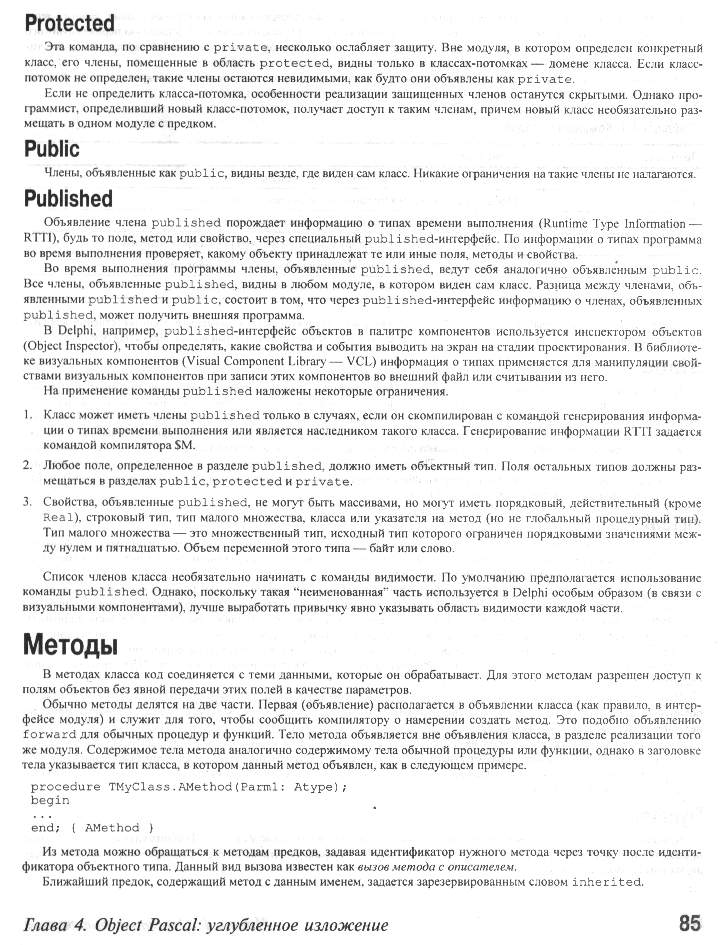 Protected
Эта команда, по сравнению с private, несколько ослабляет защиту. Вне модуля, в котором определен конкретный
класс, его члены, помещенные в область protected, видны только в классах-потомках — домене класса. Если класс-
потомок не определен, такие члены остаются невидимыми, как будто они объявлены как private.
Если не определить класса-потомка, особенности реализации защищенных членов останутся скрытыми. Однако про-
граммист, определивший новый класс-потомок, получает доступ к таким членам, причем новый класс необязательно раз-
мещать в одном модуле с предком.
Public
Члены, объявленные как public, видны везде, где виден сам класс. Никакие ограничения на такие члены не налагаются.
Published
Объявление члена published порождает информацию о типах времени выполнения (Runtime Type Information —
RTTI), будь то поле, метод или свойство, через специальный published-интерфейс. По информации о типах программа
во время выполнения проверяет, какому объекту принадлежат те или иные поля, методы и свойства.
Во время выполнения программы члены, объявленные published, ведут себя аналогично объявленным public.
Все члены, объявленные published, видны в любом модуле, в котором виден сам класс. Разница между членами, объ-
явленными published и public, состоит в том, что через published-интерфейс информацию о членах, объявленных
published, может получить внешняя программа.
В Delphi, например, published-интерфейс объектов в палитре компонентов используется инспектором объектов
(Object Inspector), чтобы определять, какие свойства и события выводить на экран на стадии проектирования. В библиоте-
ке визуальных компонентов (Visual Component Library — VCL) информация о типах применяется для манипуляции свой-
ствами визуальных компонентов при записи этих компонентов во внешний файл или считывании из него.
На применение команды published наложены некоторые ограничения.
1. Класс может иметь члены published только в случаях, если он скомпилирован с командой генерирования информа-
ции о типах времени выполнения или является наследником такого класса. Генерирование информации RTTI задается
командой компилятора $M.
2. Любое поле, определенное в разделе published, должно иметь объектный тип. Поля остальных типов должны раз-
мещаться в разделах public, protected и private.
3. Свойства, объявленные published, не могут быть массивами, но могут иметь порядковый, действительный (кроме
Real), строковый тип, тип малого множества, класса или указателя на метод (но не глобальный процедурный тип).
Тип малого множества — это множественный тип, исходный тип которого ограничен порядковыми значениями меж-
ду нулем и пятнадцатью. Объем переменной этого типа — байт или слово.
Список членов класса необязательно начинать с команды видимости. По умолчанию предполагается использование
команды published. Однако, поскольку такая “неименованная” часть используется в Delphi особым образом (в связи с
визуальными компонентами), лучше выработать привычку явно указывать область видимости каждой части.
Методы
В методах класса код соединяется с теми данными, которые он обрабатывает. Для этого методам разрешен доступ к
полям объектов без явной передачи этих полей в качестве параметров.
Обычно методы делятся на две части. Первая (объявление) располагается в объявлении класса (как правило, в интер-
фейсе модуля) и служит для того, чтобы сообщить компилятору о намерении создать метод. Это подобно объявлению
forward для обычных процедур и функций. Тело метода объявляется вне объявления класса, в разделе реализации того
же модуля. Содержимое тела метода аналогично содержимому тела обычной процедуры или функции, однако в заголовке
тела указывается тип класса, в котором данный метод объявлен, как в следующем примере.
procedure TMyClass.AMethod(Parm1: Atype);
begin
...
end; { AMethod }
Из метода можно обращаться к методам предков, задавая идентификатор нужного метода через точку после иденти-
фикатора объектного типа. Данный вид вызова известен как вызов метода с описателем.
Ближайший предок, содержащий метод с данным именем, задается зарезервированным словом inherited.
Глава 4. Object Pascal: углубленное изложение 85